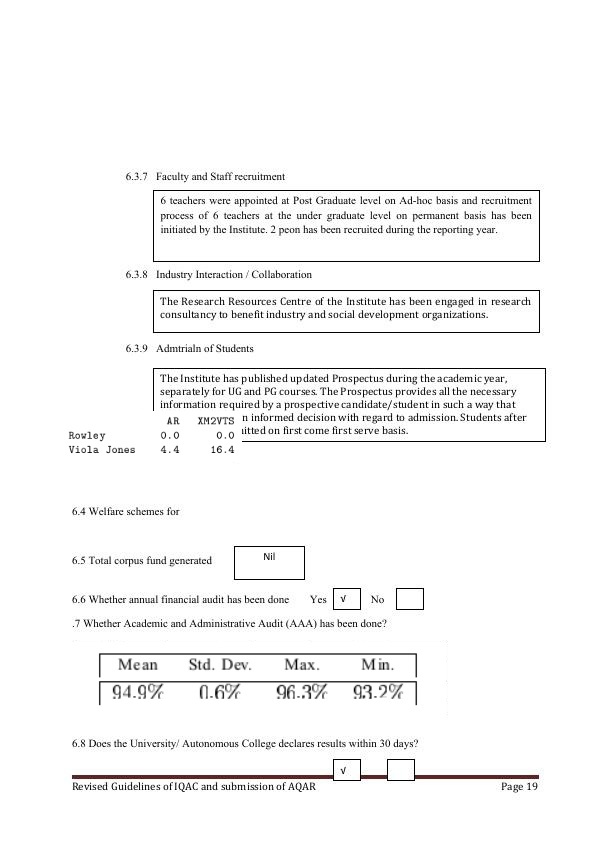 6.3.7 Faculty and Staff recruitment
6 teachers were appointed at Post Graduate level on Ad-hoc basis and recruitment
process of 6 teachers at the under graduate level on permanent basis has been
initiated by the Institute. 2 peon has been recruited during the reporting year.
6.3.8 Industry Interaction / Collaboration
The Research Resources Centre of the Institute has been engaged in research
consultancy to benefit industry and social development organizations.
6.3.9 Admtrialn of Students
The Institute has published updated Prospectus during the academic year,
separately for UG and PG courses. The Prospectus provides all the necessary
information required by a prospective candidate/student in such a way that
n informed decision with regard to admission. Students after
itted on first come first serve basis.
AR XM2VTS
Rowley 0.0 0.0
Viola Jones 4.4 16.4
6.4 Welfare schemes for
6.5 Total corpus fund generated Nil
6.6 Whether annual financial audit has been done Yes √ No
.7 Whether Academic and Administrative Audit (AAA) has been done?
Mean Std. Dev. Max. Min.
94.9% 0.6% 96.3% 93.2%
6.8 Does the University/ Autonomous College declares results within 30 days?
√
Revised Guidelines of IQAC and submission of AQAR Page 19